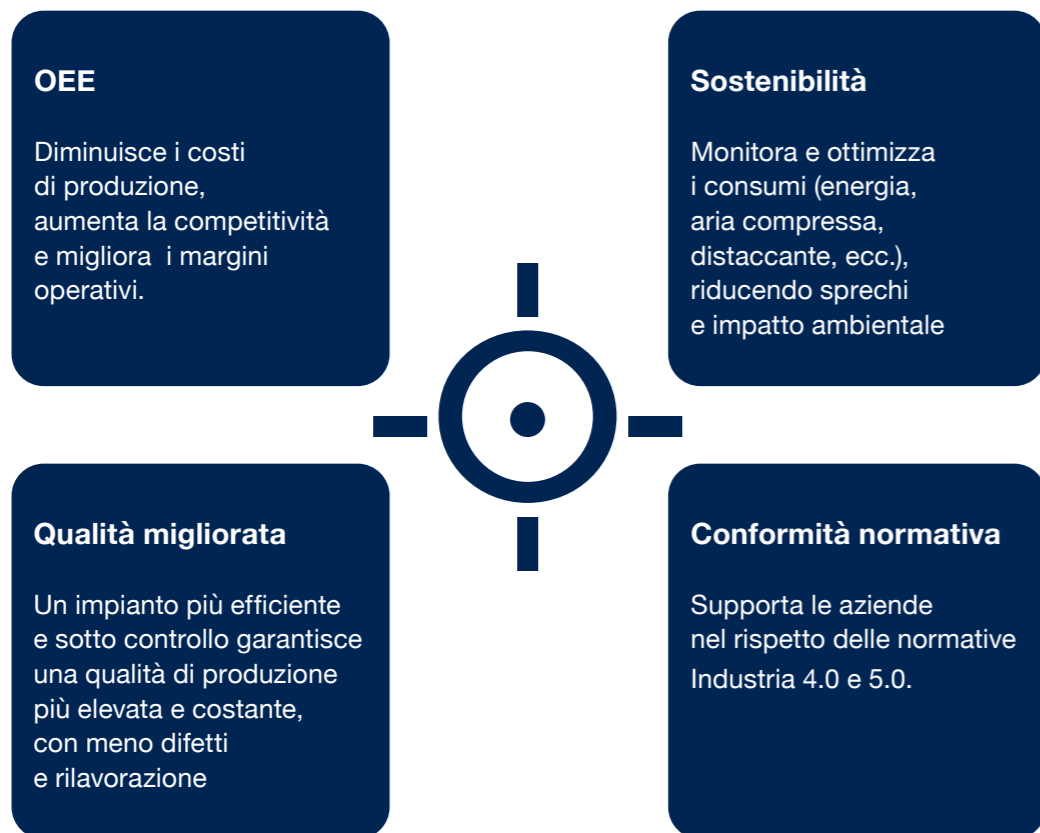 OEE
Diminuisce i costi
di produzione,
aumenta la competitività
e migliora  i margini
operativi.
Sostenibilità
Monitora e ottimizza
i consumi (energia,
aria compressa,
distaccante, ecc.),
riducendo sprechi
e impatto ambientale
Qualità migliorata
Un impianto più efficiente
e sotto controllo garantisce
una qualità di produzione
più elevata e costante,
con meno difetti
e rilavorazione
Conformità normativa
Supporta le aziende
nel rispetto delle normative
Industria 4.0 e 5.0.